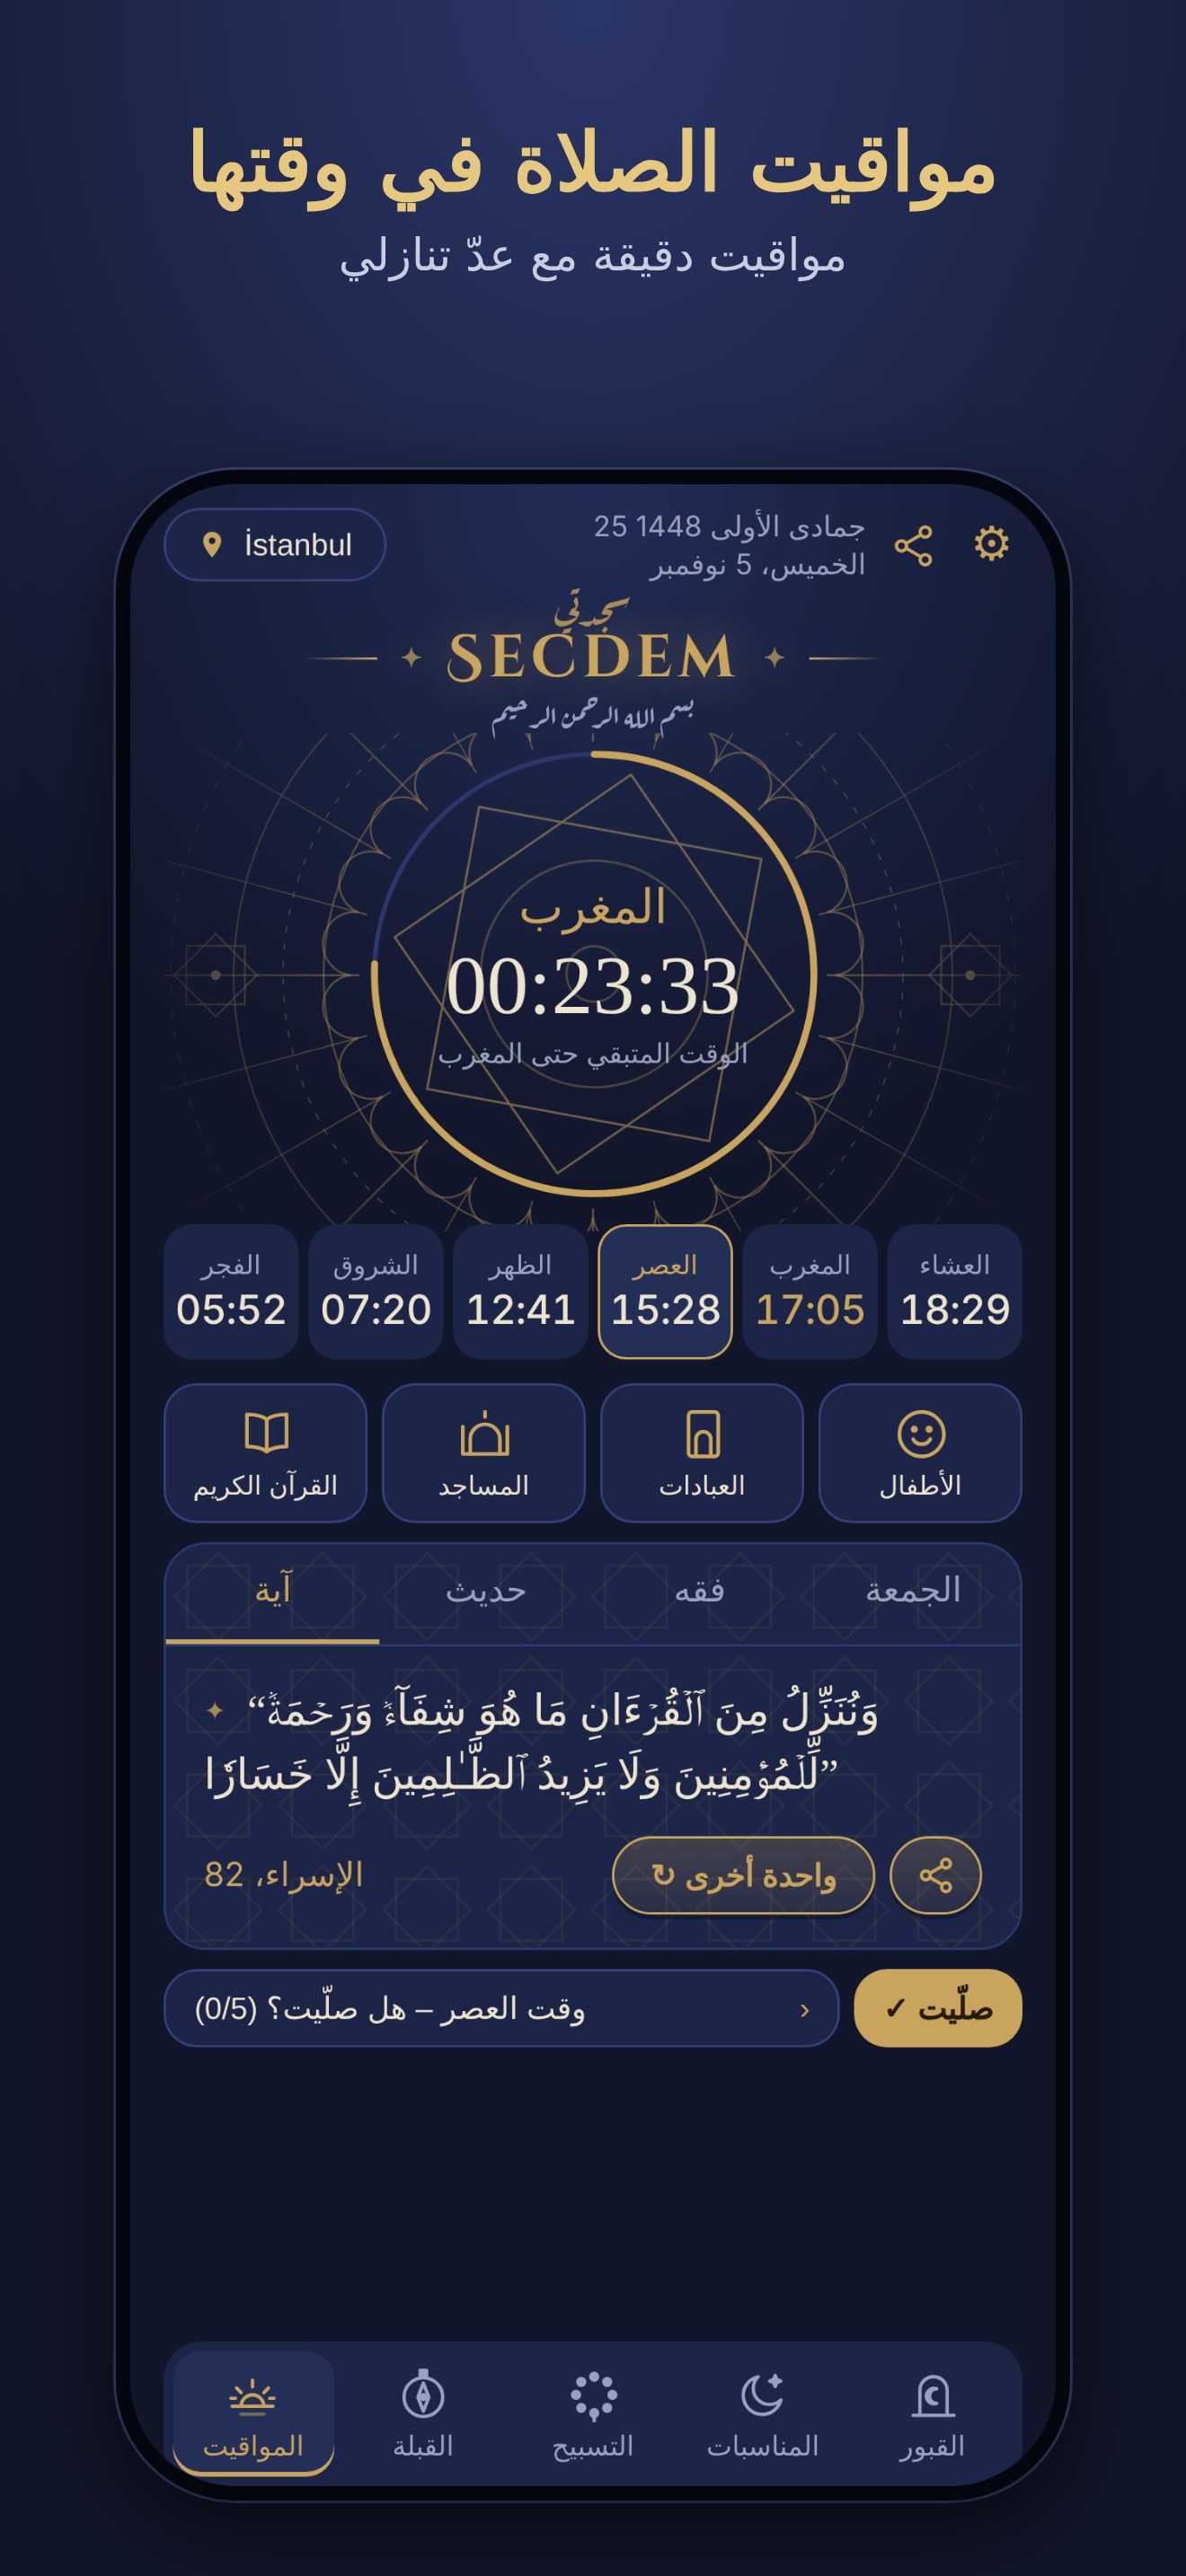 مواقيت الصلاة في وقتها
مواقيت دقيقة مع عدّ تنازلي
İstanbul
25 جمادى الأولى 1448
الخميس، 5 نوفمبر
سجدتي
SECDEM
بسم الله الرحمن الرحيم
المغرب
00:23:33
الوقت المتبقي حتى المغرب
الفجر
05:52
الشروق
07:20
الظهر
12:41
العصر
15:28
المغرب
17:05
العشاء
18:29
القرآن الكريم
المساجد
العبادات
الأطفال
آية
حديث
فقه
الجمعة
“وَنُنَزِّلُ مِنَ ٱلْقُرْءَانِ مَا هُوَ شِفَآءٌ وَرَحْمَةٌ
لِّلْمُؤْمِنِينَ وَلَا يَزِيدُ ٱلظَّـٰلِمِينَ إِلَّا خَسَارًا”
الإسراء، 82
واحدة أخرى ↻
وقت العصر – هل صلّيت؟ (0/5) ›
صلّيت ✓
المواقيت
القبلة
التسبيح
المناسبات
القبور